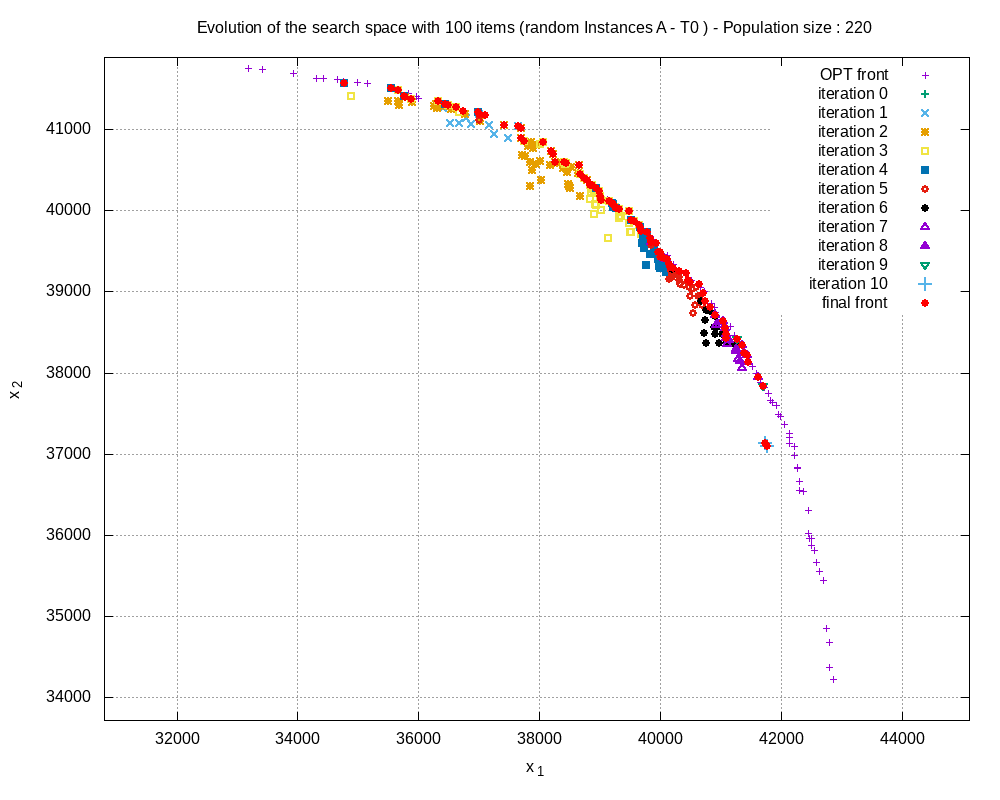 Evolution of the search space with 100 items (random Instances A - T0 ) - Population size : 220
OPT front
iteration 0
iteration 1
iteration 2
iteration 3
iteration 4
iteration 5
iteration 6
iteration 7
iteration 8
iteration 9
iteration 10
final front
41000
40000
39000
38000
37000
36000
35000
34000
x 2
32000 34000 36000 38000 40000 42000 44000
x 1